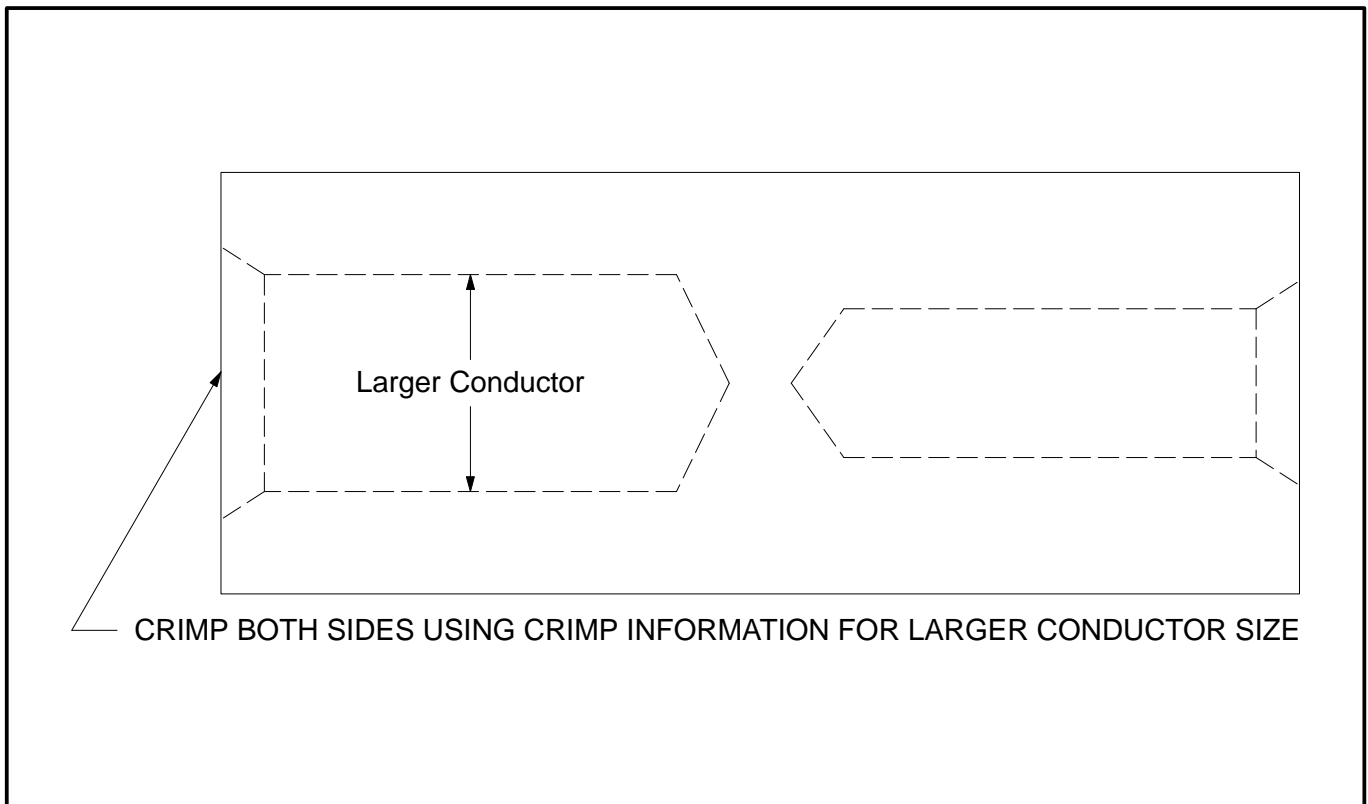 Larger Conductor
CRIMP BOTH SIDES USING CRIMP INFORMATION FOR LARGER CONDUCTOR SIZE